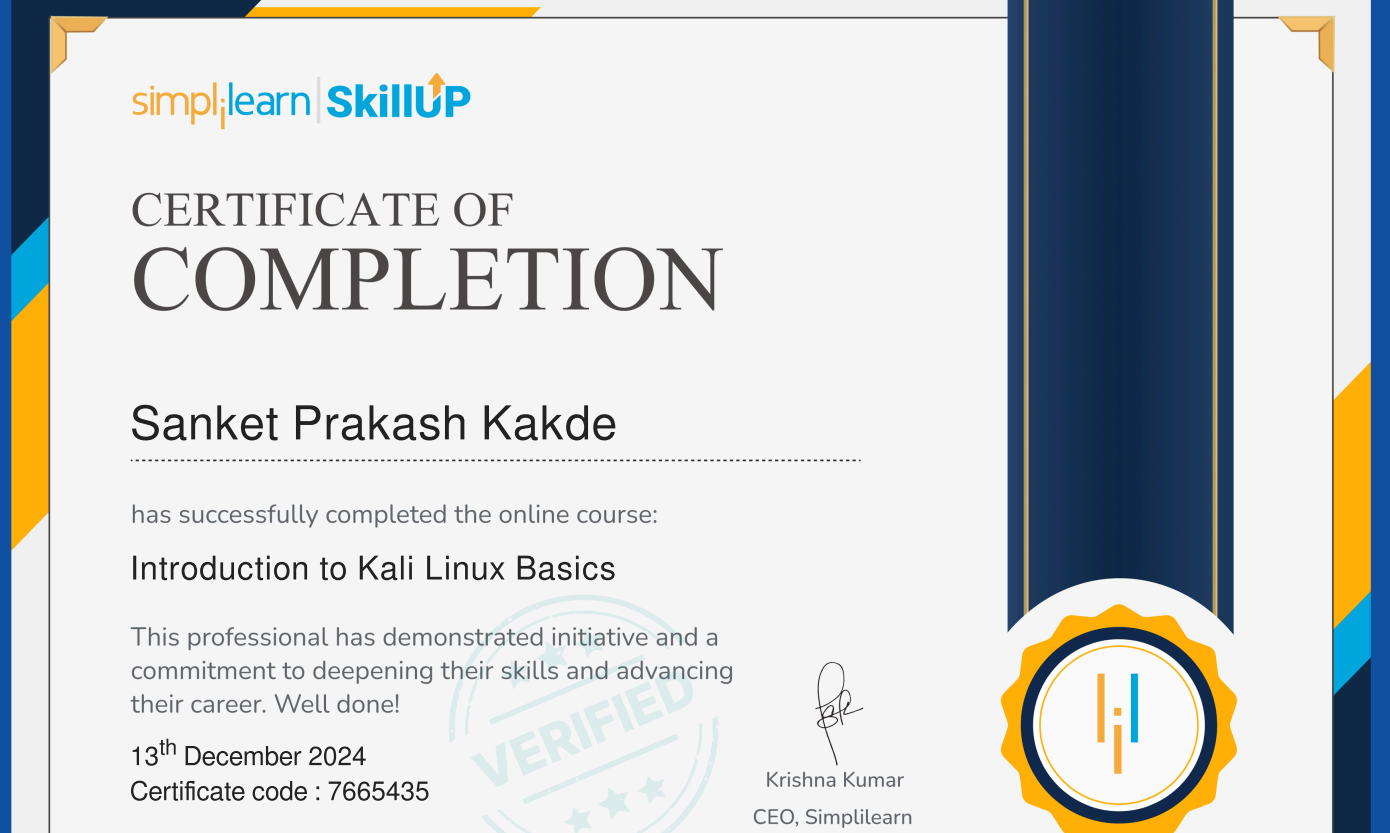 simplilearn | SkillUP
CERTIFICATE OF
COMPLETION
Sanket Prakash Kakde
has successfully completed the online course:
Introduction to Kali Linux Basics
This professional has demonstrated initiative and a
commitment to deepening their skills and advancing
their career. Well done!
VERIFIED
13th December 2024
Certificate code : 7665435
Krishna Kumar
CEO, Simplilearn